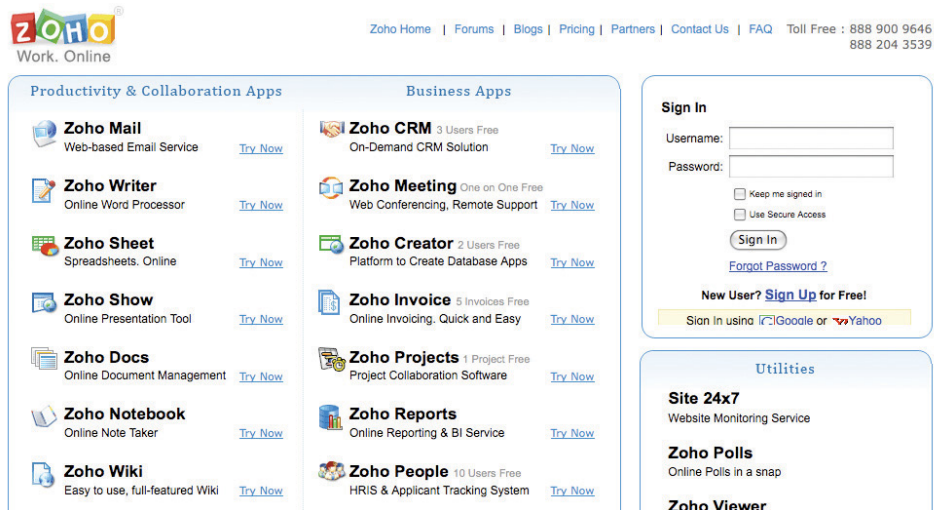 ZOHO
Work. Online
Zoho Home | Forums | Blogs | Pricing | Partners | Contact Us | FAQ Toll Free : 888 900 9646
888 204 3539
Productivity & Collaboration Apps
Zoho Mail
Web-based Email Service Try Now
Zoho Writer
Online Word Processor Try Now
Zoho Sheet
Spreadsheets. Online Try Now
Zoho Show
Online Presentation Tool Try Now
Zoho Docs
Online Document Management Try Now
Zoho Notebook
Online Note Taker Try Now
Zoho Wiki
Easy to use, full-featured Wiki Try Now
Business Apps
Zoho CRM 3 Users Free
On-Demand CRM Solution Try Now
Zoho Meeting One on One Free
Web Conferencing, Remote Support Try Now
Zoho Creator 2 Users Free
Platform to Create Database Apps Try Now
Zoho Invoice 5 Invoices Free
Online Invoicing. Quick and Easy Try Now
Zoho Projects 1 Project Free
Project Collaboration Software Try Now
Zoho Reports
Online Reporting & BI Service Try Now
Zoho People 10 Users Free
HRIS & Applicant Tracking System Try Now
Sign In
Username:
Password:
Keep me signed in
Use Secure Access
Sign In
Forgot Password ?
New User? Sign Up for Free!
Sign In using Google or Yahoo
Utilities
Site 24x7
Website Monitoring Service
Zoho Polls
Online Polls in a snap
Zoho Viewer